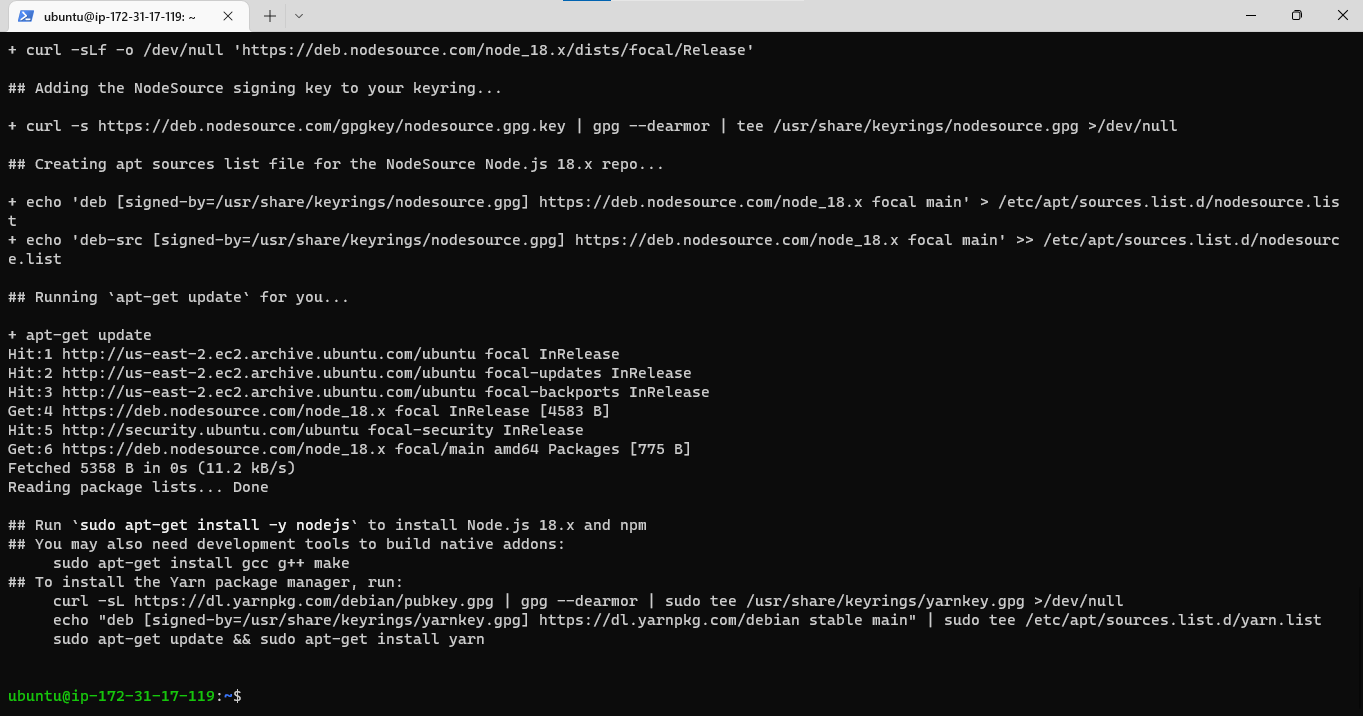 ubuntu@ip-172-31-17-119: ~
+ curl -sLf -o /dev/null 'https://deb.nodesource.com/node_18.x/dists/focal/Release'
## Adding the NodeSource signing key to your keyring...
+ curl -s https://deb.nodesource.com/gpgkey/nodesource.gpg.key | gpg --dearmor | tee /usr/share/keyrings/nodesource.gpg >/dev/null
## Creating apt sources list file for the NodeSource Node.js 18.x repo...
+ echo 'deb [signed-by=/usr/share/keyrings/nodesource.gpg] https://deb.nodesource.com/node_18.x focal main' > /etc/apt/sources.list.d/nodesource.lis
t
+ echo 'deb-src [signed-by=/usr/share/keyrings/nodesource.gpg] https://deb.nodesource.com/node_18.x focal main' >> /etc/apt/sources.list.d/nodesourc
e.list
## Running `apt-get update` for you...
+ apt-get update
Hit:1 http://us-east-2.ec2.archive.ubuntu.com/ubuntu focal InRelease
Hit:2 http://us-east-2.ec2.archive.ubuntu.com/ubuntu focal-updates InRelease
Hit:3 http://us-east-2.ec2.archive.ubuntu.com/ubuntu focal-backports InRelease
Get:4 https://deb.nodesource.com/node_18.x focal InRelease [4583 B]
Hit:5 http://security.ubuntu.com/ubuntu focal-security InRelease
Get:6 https://deb.nodesource.com/node_18.x focal/main amd64 Packages [775 B]
Fetched 5358 B in 0s (11.2 kB/s)
Reading package lists... Done
## Run `sudo apt-get install -y nodejs` to install Node.js 18.x and npm
## You may also need development tools to build native addons:
     sudo apt-get install gcc g++ make
## To install the Yarn package manager, run:
     curl -sL https://dl.yarnpkg.com/debian/pubkey.gpg | gpg --dearmor | sudo tee /usr/share/keyrings/yarnkey.gpg >/dev/null
     echo "deb [signed-by=/usr/share/keyrings/yarnkey.gpg] https://dl.yarnpkg.com/debian stable main" | sudo tee /etc/apt/sources.list.d/yarn.list
     sudo apt-get update && sudo apt-get install yarn
ubuntu@ip-172-31-17-119:~$